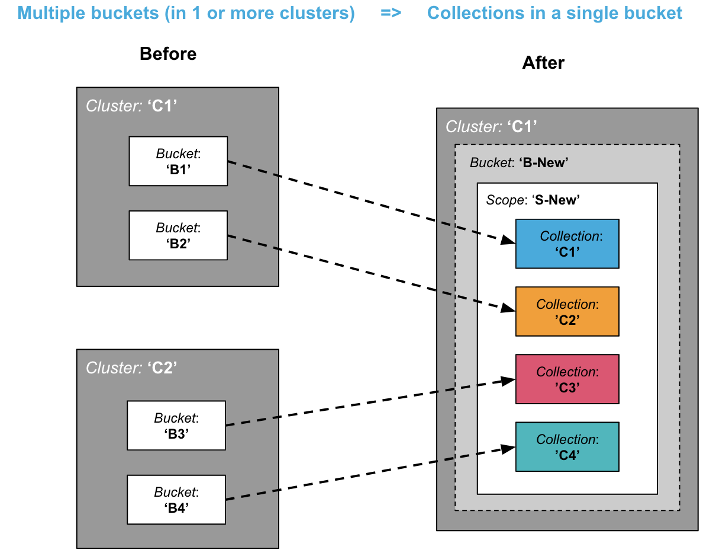 Multiple buckets (in 1 or more clusters) => Collections in a single bucket
Before
Cluster: ‘C1’
Bucket:
‘B1’
Bucket:
‘B2’
Cluster: ‘C2’
Bucket:
‘B3’
Bucket:
‘B4’
After
Cluster: ‘C1’
Bucket: ‘B-New’
Scope: ‘S-New’
Collection:
‘C1’
Collection:
’C2’
Collection:
’C3’
Collection:
’C4’